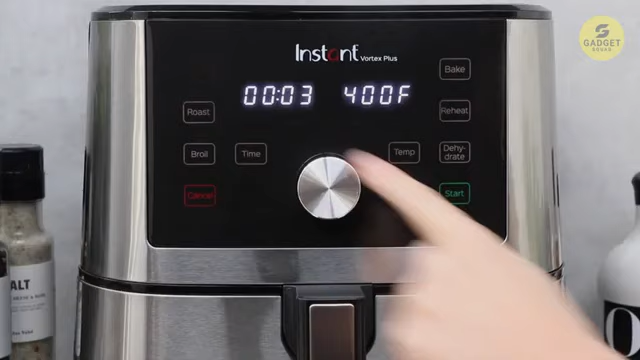 Instant Vortex Plus
00:03 400F
Bake
Roast
Reheat
Broil
Time
Temp
Dehy-
drate
Cancel
Start
GADGET
ALT